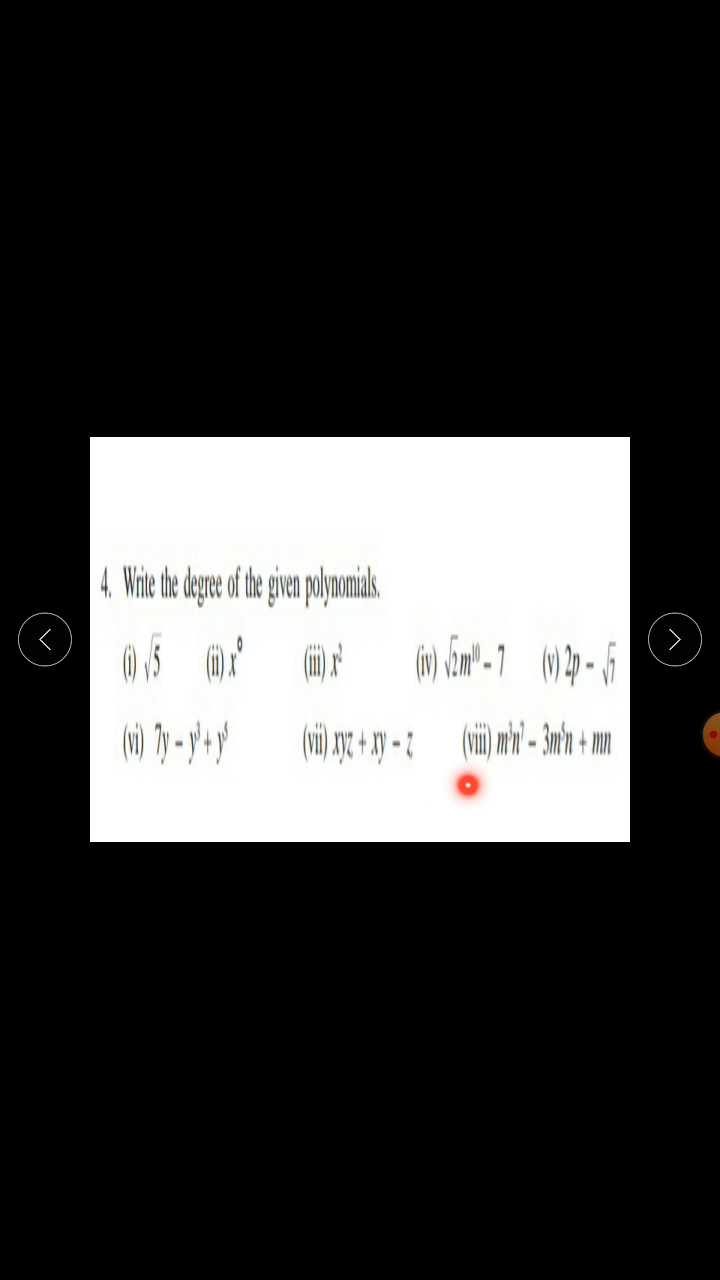 4. Write the degree of the given polynomials.
(i) √5 (ii) x⁰ (iii) x² (iv) √2m¹⁰ – 7 (v) 2p – √7
(vi) 7y – y³ + y⁵ (vii) xyz + xy – z (viii) m³n⁷ – 3m⁵n + mn